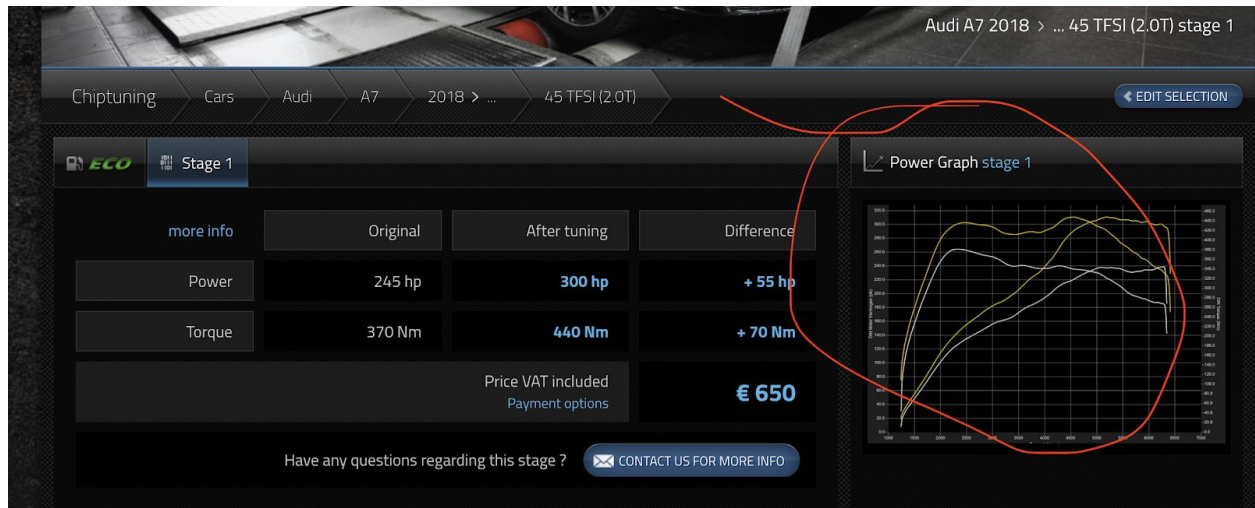 Audi A7 2018 > ... 45 TFSI (2.0T) stage 1
Chiptuning Cars Audi A7 2018 > ... 45 TFSI (2.0T)
EDIT SELECTION
ECO Stage 1
more info Original After tuning Difference
Power 245 hp 300 hp + 55 hp
Torque 370 Nm 440 Nm + 70 Nm
Price VAT included
Payment options
€ 650
Have any questions regarding this stage ? CONTACT US FOR MORE INFO
Power Graph stage 1